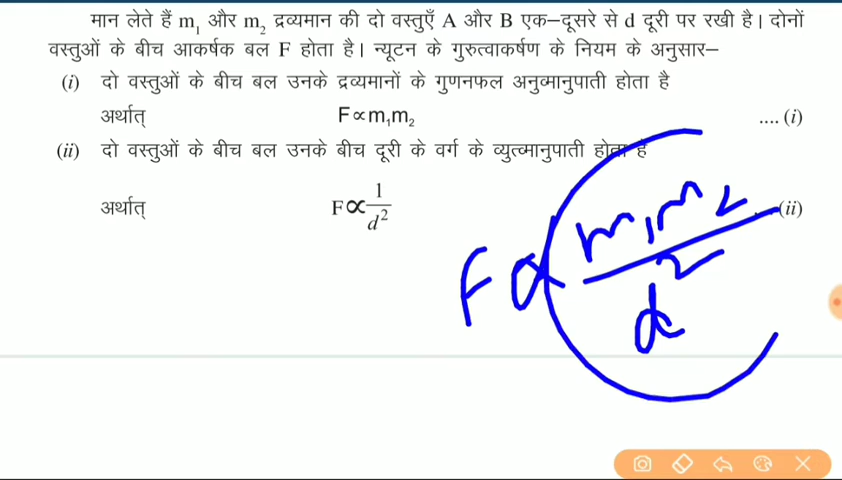 मान लेते हैं m₁ और m₂ द्रव्यमान की दो वस्तुएँ A और B एक–दूसरे से d दूरी पर रखी है। दोनों
वस्तुओं के बीच आकर्षक बल F होता है। न्यूटन के गुरुत्वाकर्षण के नियम के अनुसार–
(i) दो वस्तुओं के बीच बल उनके द्रव्यमानों के गुणनफल अनुव्मानुपाती होता है
अर्थात् F∝m₁m₂ ....(i)
(ii) दो वस्तुओं के बीच बल उनके बीच दूरी के वर्ग के व्युत्मानुपाती होता है
अर्थात् F∝1/d² (ii)
F∝m₁m₂/d²